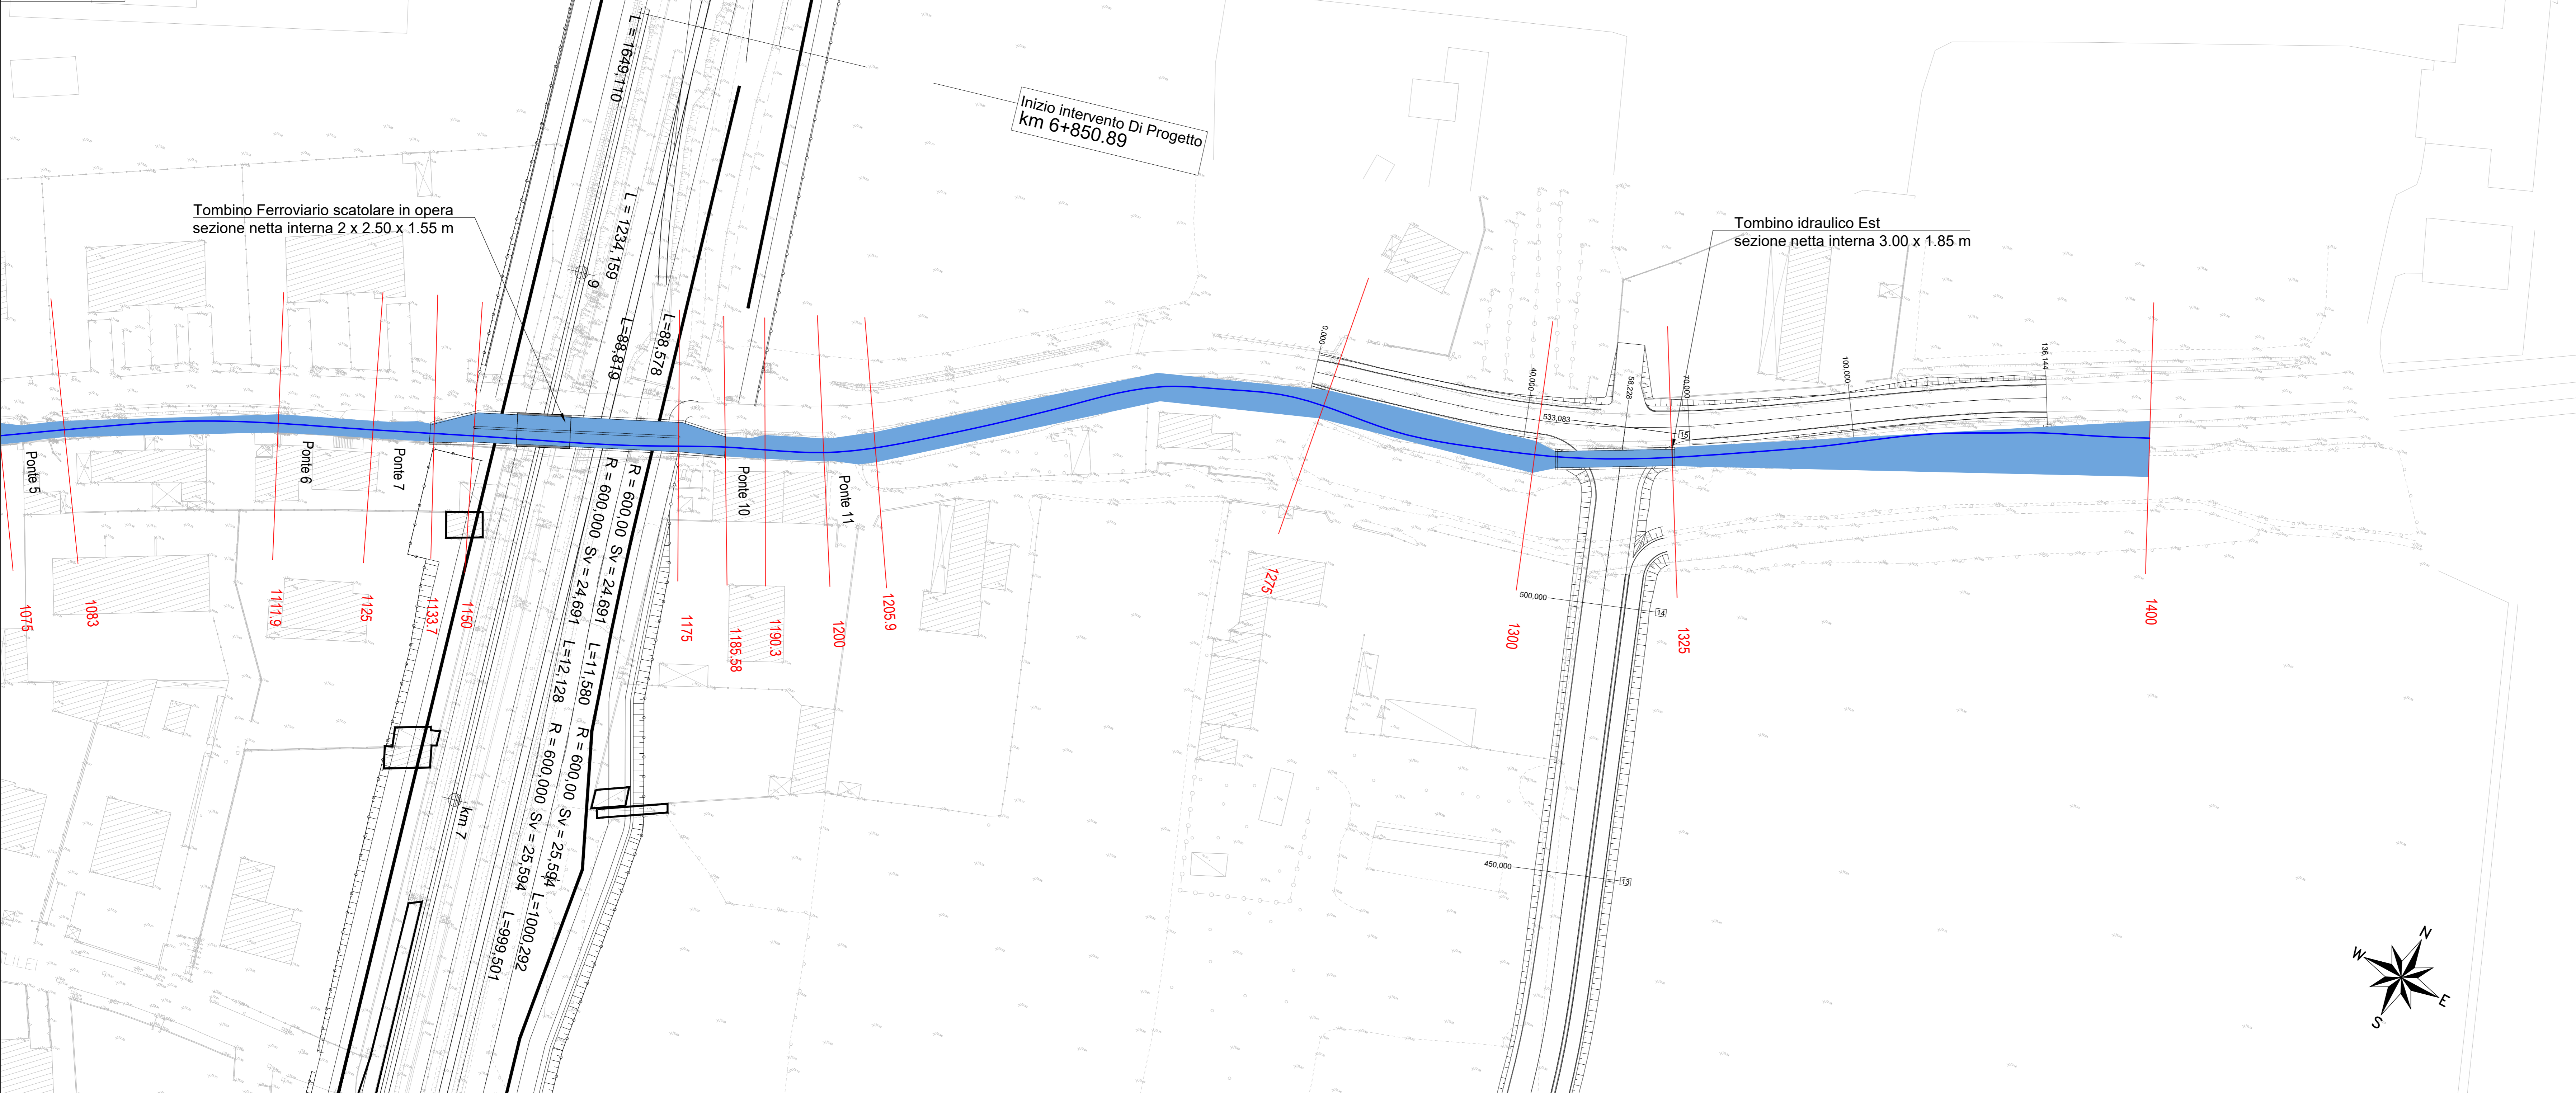 L = 1649,110
Inizio intervento Di Progetto
km 6+850.89
Tombino Ferroviario scatolare in opera
sezione netta interna 2 x 2.50 x 1.55 m
L = 1234,159
9
L=88,819
L=88,578
Tombino idraulico Est
sezione netta interna 3.00 x 1.85 m
0,000
40,000
58,228
70,000
100,000
136,144
533,083
15
Ponte 5
Ponte 6
Ponte 7
Ponte 10
Ponte 11
R = 600,00 Sv = 24,691 L=11,580 R = 600,00 Sv = 25,594 L=1000,292
R = 600,000 Sv = 24,691 L=12,128 R = 600,000 Sv = 25,594 L=999,501
1075
1083
1111.9
1125
1133.7
1150
1175
1185.58
1190.3
1200
1205.9
1275
1300
1325
1400
500,000
14
450,000
13
km 7
LILEI
N
W
E
S